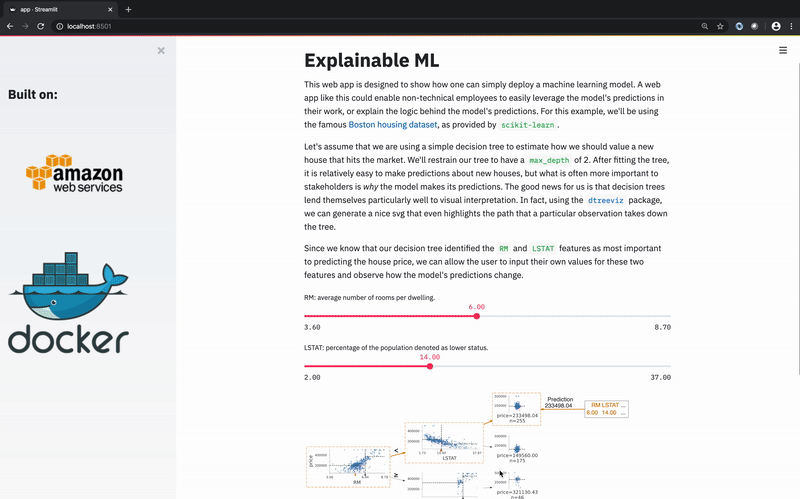 app · Streamlit
localhost:8501
Built on:
amazon
web services
docker
Explainable ML
This web app is designed to show how one can simply deploy a machine learning model. A web
app like this could enable non-technical employees to easily leverage the model's predictions in
their work, or explain the logic behind the model's predictions. For this example, we'll be using
the famous Boston housing dataset, as provided by scikit-learn .
Let's assume that we are using a simple decision tree to estimate how we should value a new
house that hits the market. We'll restrain our tree to have a max_depth of 2. After fitting the tree,
it is relatively easy to make predictions about new houses, but what is often more important to
stakeholders is why the model makes its predictions. The good news for us is that decision trees
lend themselves particularly well to visual interpretation. In fact, using the dtreeviz package,
we can generate a nice svg that even highlights the path that a particular observation takes down
the tree.
Since we know that our decision tree identified the RM and LSTAT features as most important
to predicting the house price, we can allow the user to input their own values for these two
features and observe how the model's predictions change.
RM: average number of rooms per dwelling.
6.00
3.60 8.70
LSTAT: percentage of the population denoted as lower status.
14.00
2.00 37.00
price=233498.04
n=255
Prediction
233498.04
RM LSTAT ...
6.00 14.00 ...
400000
200000
LSTAT
<
price=149560.00
n=175
price
400000
200000
RM
≥
price=321130.43
n=46